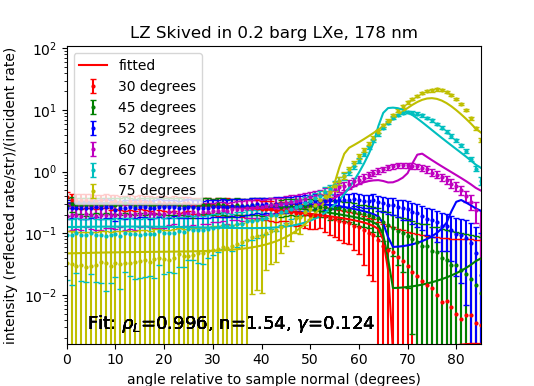 LZ Skived in 0.2 barg LXe, 178 nm
intensity (reflected rate/str)/(incident rate)
10²
10¹
10⁰
10⁻¹
10⁻²
fitted
30 degrees
45 degrees
52 degrees
60 degrees
67 degrees
75 degrees
Fit: ρ_L=0.996, n=1.54, γ=0.124
0 10 20 30 40 50 60 70 80
angle relative to sample normal (degrees)